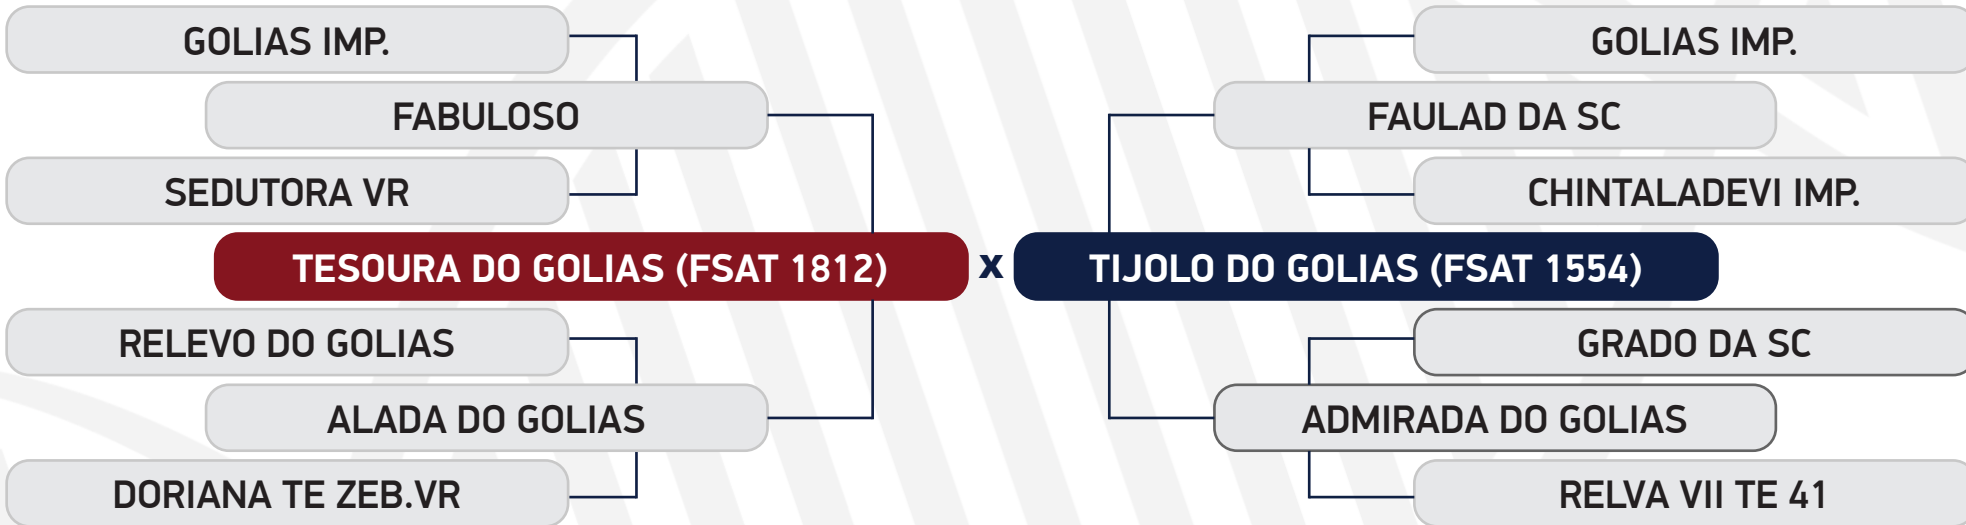 GOLIAS IMP.
FABULOSO
SEDUTORA VR
TESOURA DO GOLIAS (FSAT 1812)
RELEVO DO GOLIAS
ALADA DO GOLIAS
DORIANA TE ZEB.VR
x
GOLIAS IMP.
FAULAD DA SC
CHINTALADEVI IMP.
TIJOLO DO GOLIAS (FSAT 1554)
GRADO DA SC
ADMIRADA DO GOLIAS
RELVA VII TE 41